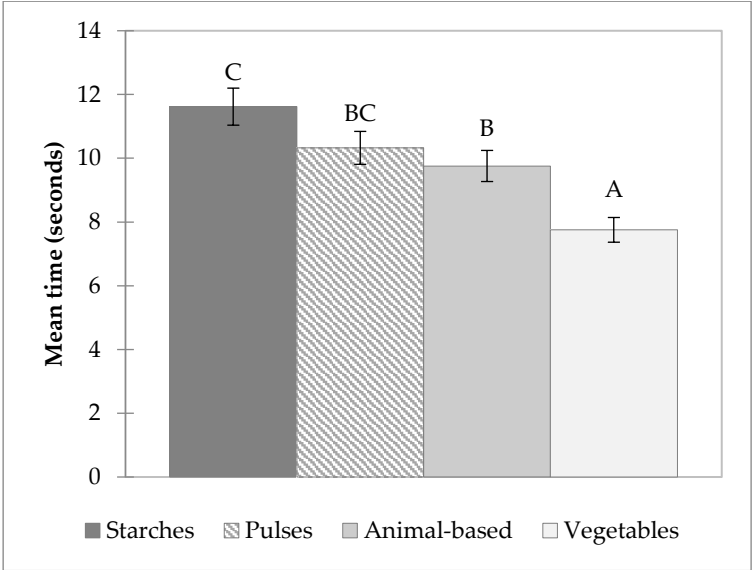 Mean time (seconds)
14
12
10
8
6
4
2
0
C
BC
B
A
Starches Pulses Animal-based Vegetables